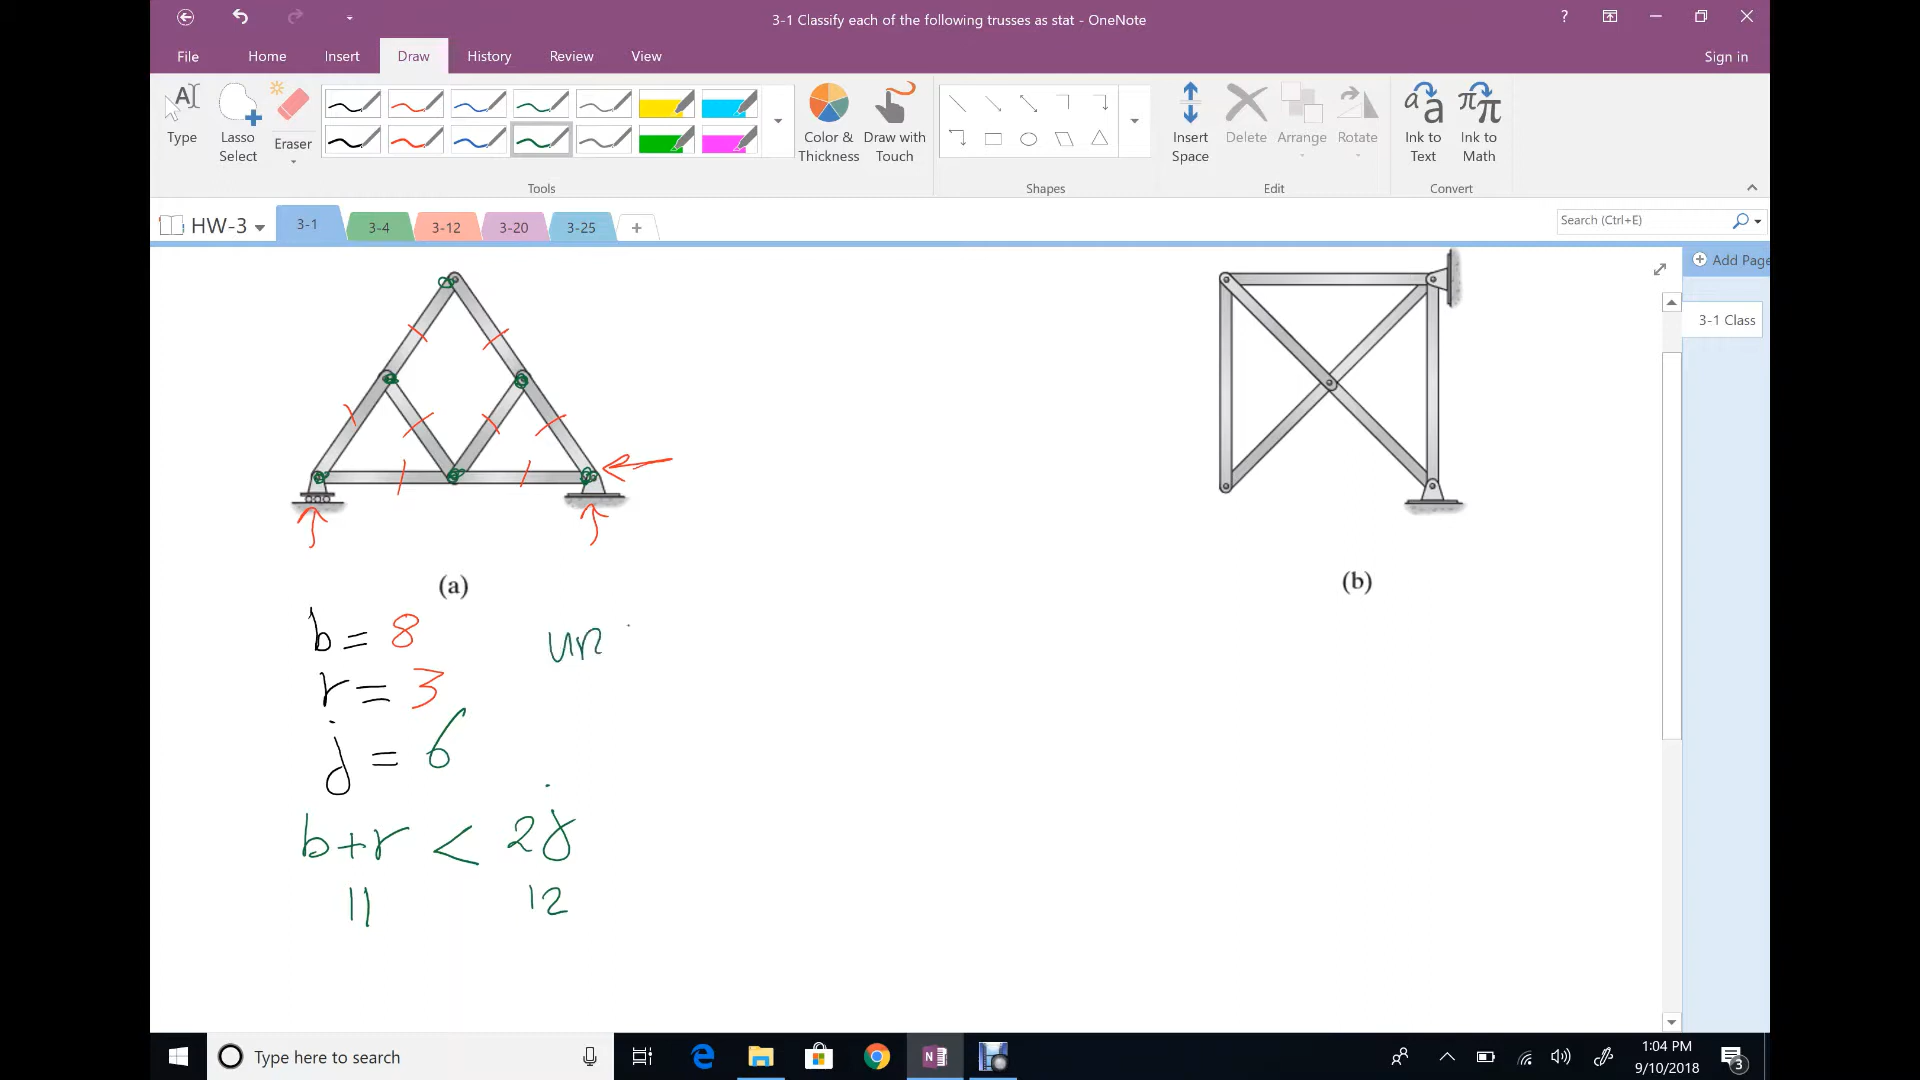 3-1 Classify each of the following trusses as stat - OneNote
?
File Home Insert Draw History Review View
Sign in
Type
Lasso Select
Eraser
Color & Thickness
Draw with Touch
Insert Space
Delete
Arrange
Rotate
Ink to Text
Ink to Math
Tools
Shapes
Edit
Convert
HW-3
3-1
3-4
3-12
3-20
3-25
+
Search (Ctrl+E)
Add Page
3-1 Class
(a)
(b)
b = 8
un
r = 3
j = 6
b+r < 2j
11 12
Type here to search
1:04 PM
9/10/2018
3